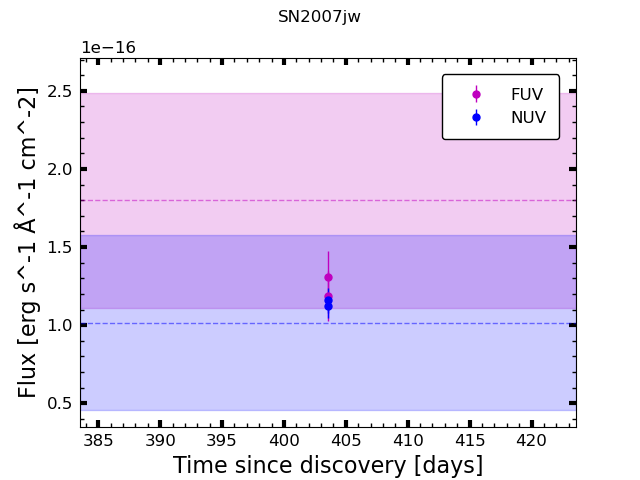 SN2007jw
1e−16
2.5
2.0
1.5
1.0
0.5
Flux [erg s^-1 Å^-1 cm^-2]
FUV
NUV
385 390 395 400 405 410 415 420
Time since discovery [days]